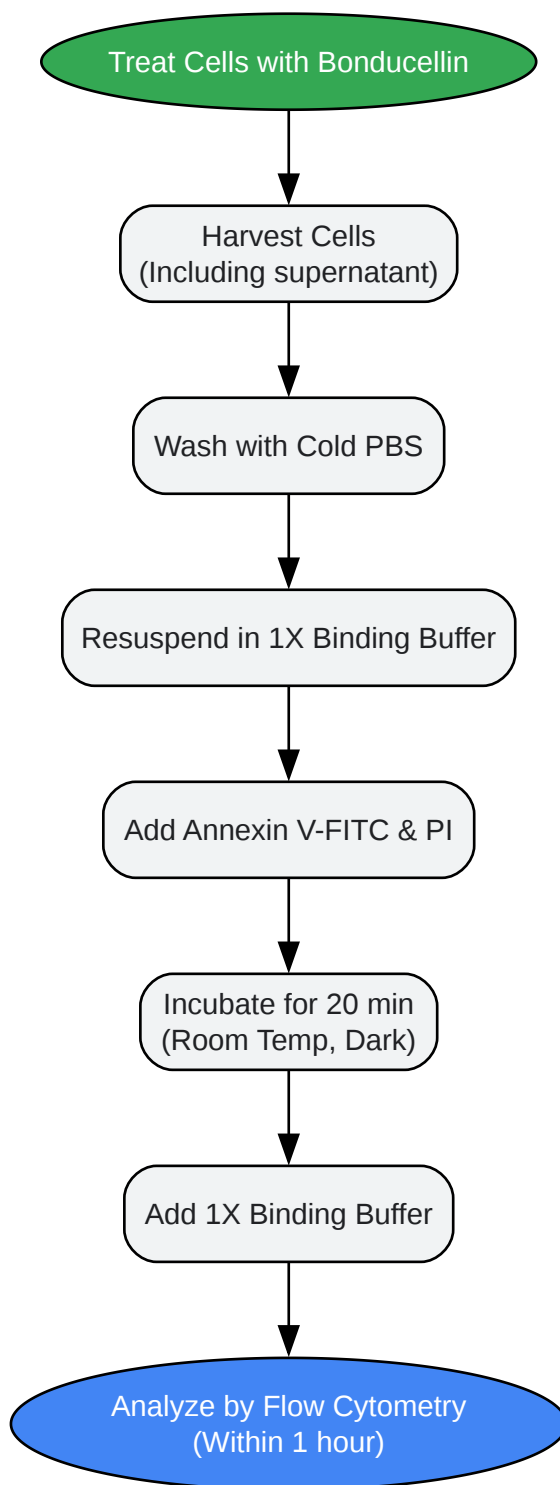 Treat Cells with Bonducellin
Harvest Cells
(Including supernatant)
Wash with Cold PBS
Resuspend in 1X Binding Buffer
Add Annexin V-FITC & PI
Incubate for 20 min
(Room Temp, Dark)
Add 1X Binding Buffer
Analyze by Flow Cytometry
(Within 1 hour)